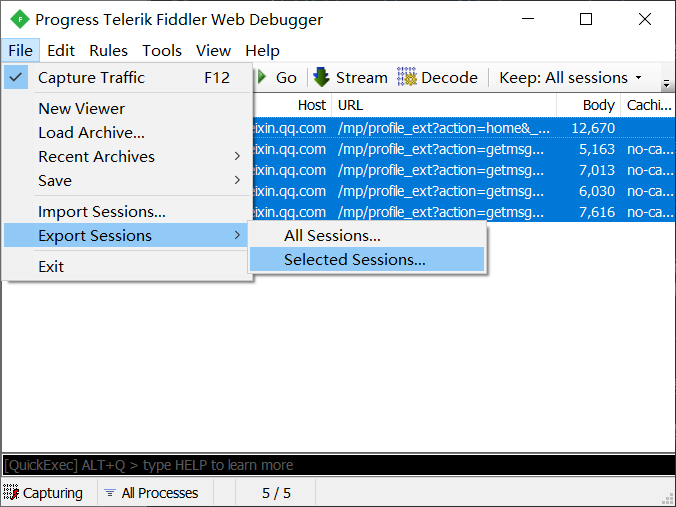 Progress Telerik Fiddler Web Debugger
File Edit Rules Tools View Help
Capture Traffic F12 Go Stream Decode Keep: All sessions
Host URL Body Cachi...
New Viewer eixin.qq.com /mp/profile_ext?action=home&_... 12,670
Load Archive... eixin.qq.com /mp/profile_ext?action=getmsg... 5,163 no-ca...
Recent Archives eixin.qq.com /mp/profile_ext?action=getmsg... 7,013 no-ca...
Save eixin.qq.com /mp/profile_ext?action=getmsg... 6,030 no-ca...
Import Sessions... eixin.qq.com /mp/profile_ext?action=getmsg... 7,616 no-ca...
Export Sessions All Sessions...
Selected Sessions...
Exit
[QuickExec] ALT+Q > type HELP to learn more
Capturing All Processes 5 / 5